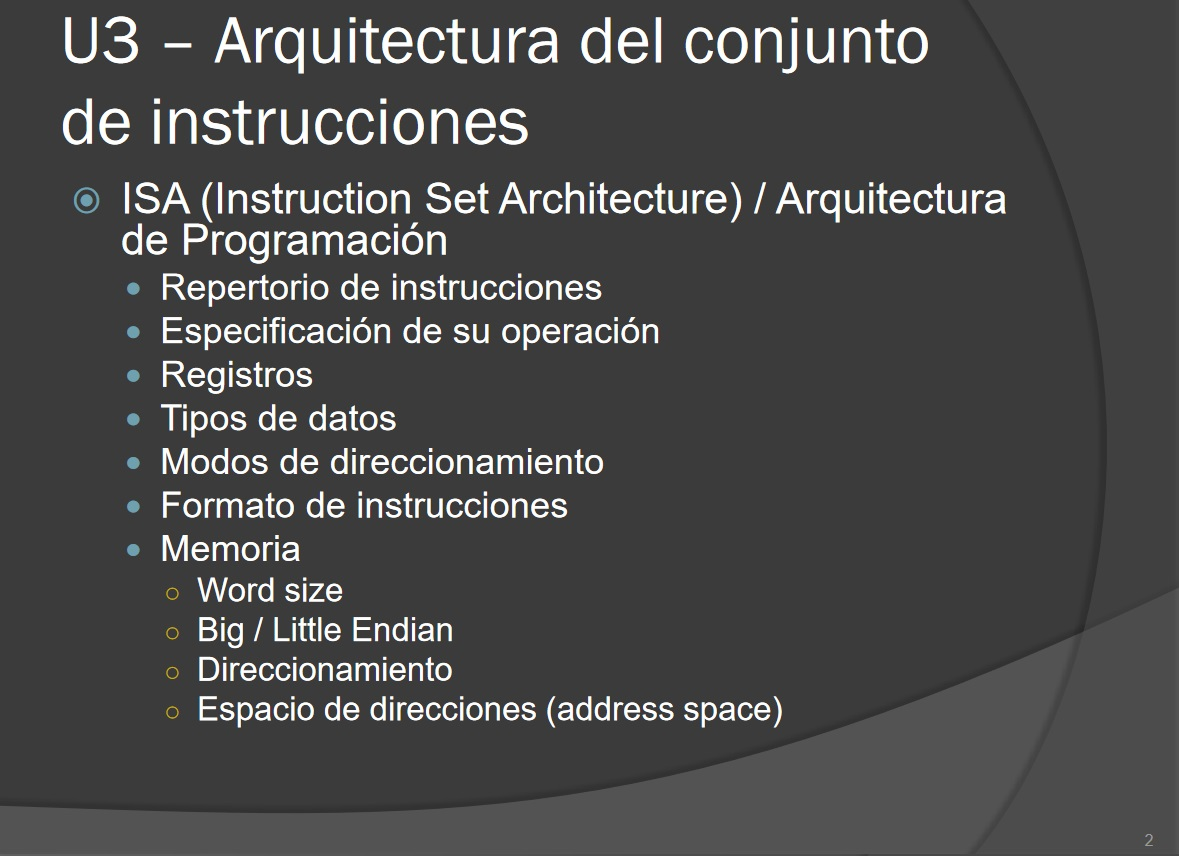 U3 – Arquitectura del conjunto
de instrucciones
ISA (Instruction Set Architecture) / Arquitectura
de Programación
Repertorio de instrucciones
Especificación de su operación
Registros
Tipos de datos
Modos de direccionamiento
Formato de instrucciones
Memoria
Word size
Big / Little Endian
Direccionamiento
Espacio de direcciones (address space)
2